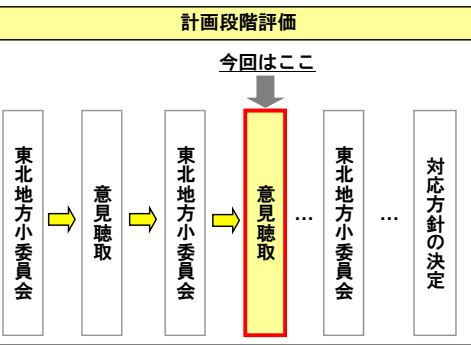 計画段階評価
今回はここ
東北地方小委員会
意見聴取
東北地方小委員会
意見聴取
…
東北地方小委員会
…
対応方針の決定